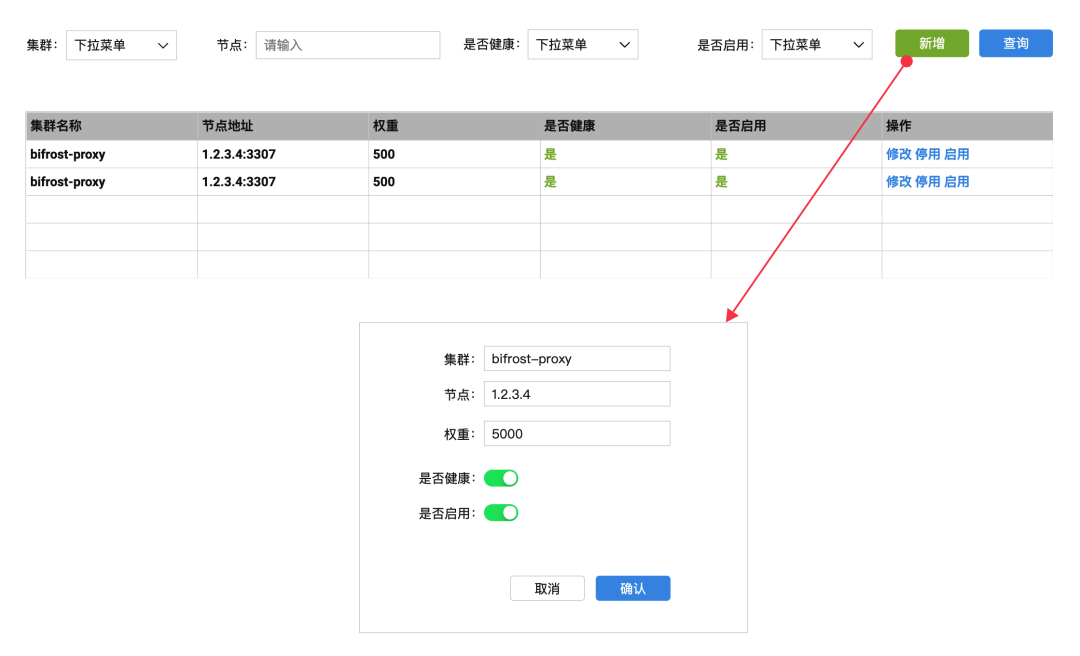 集群: 下拉菜单 节点: 请输入 是否健康: 下拉菜单 是否启用: 下拉菜单 新增 查询
集群名称 节点地址 权重 是否健康 是否启用 操作
bifrost-proxy 1.2.3.4:3307 500 是 是 修改 停用 启用
bifrost-proxy 1.2.3.4:3307 500 是 是 修改 停用 启用
集群: bifrost-proxy
节点: 1.2.3.4
权重: 5000
是否健康:
是否启用:
取消 确认